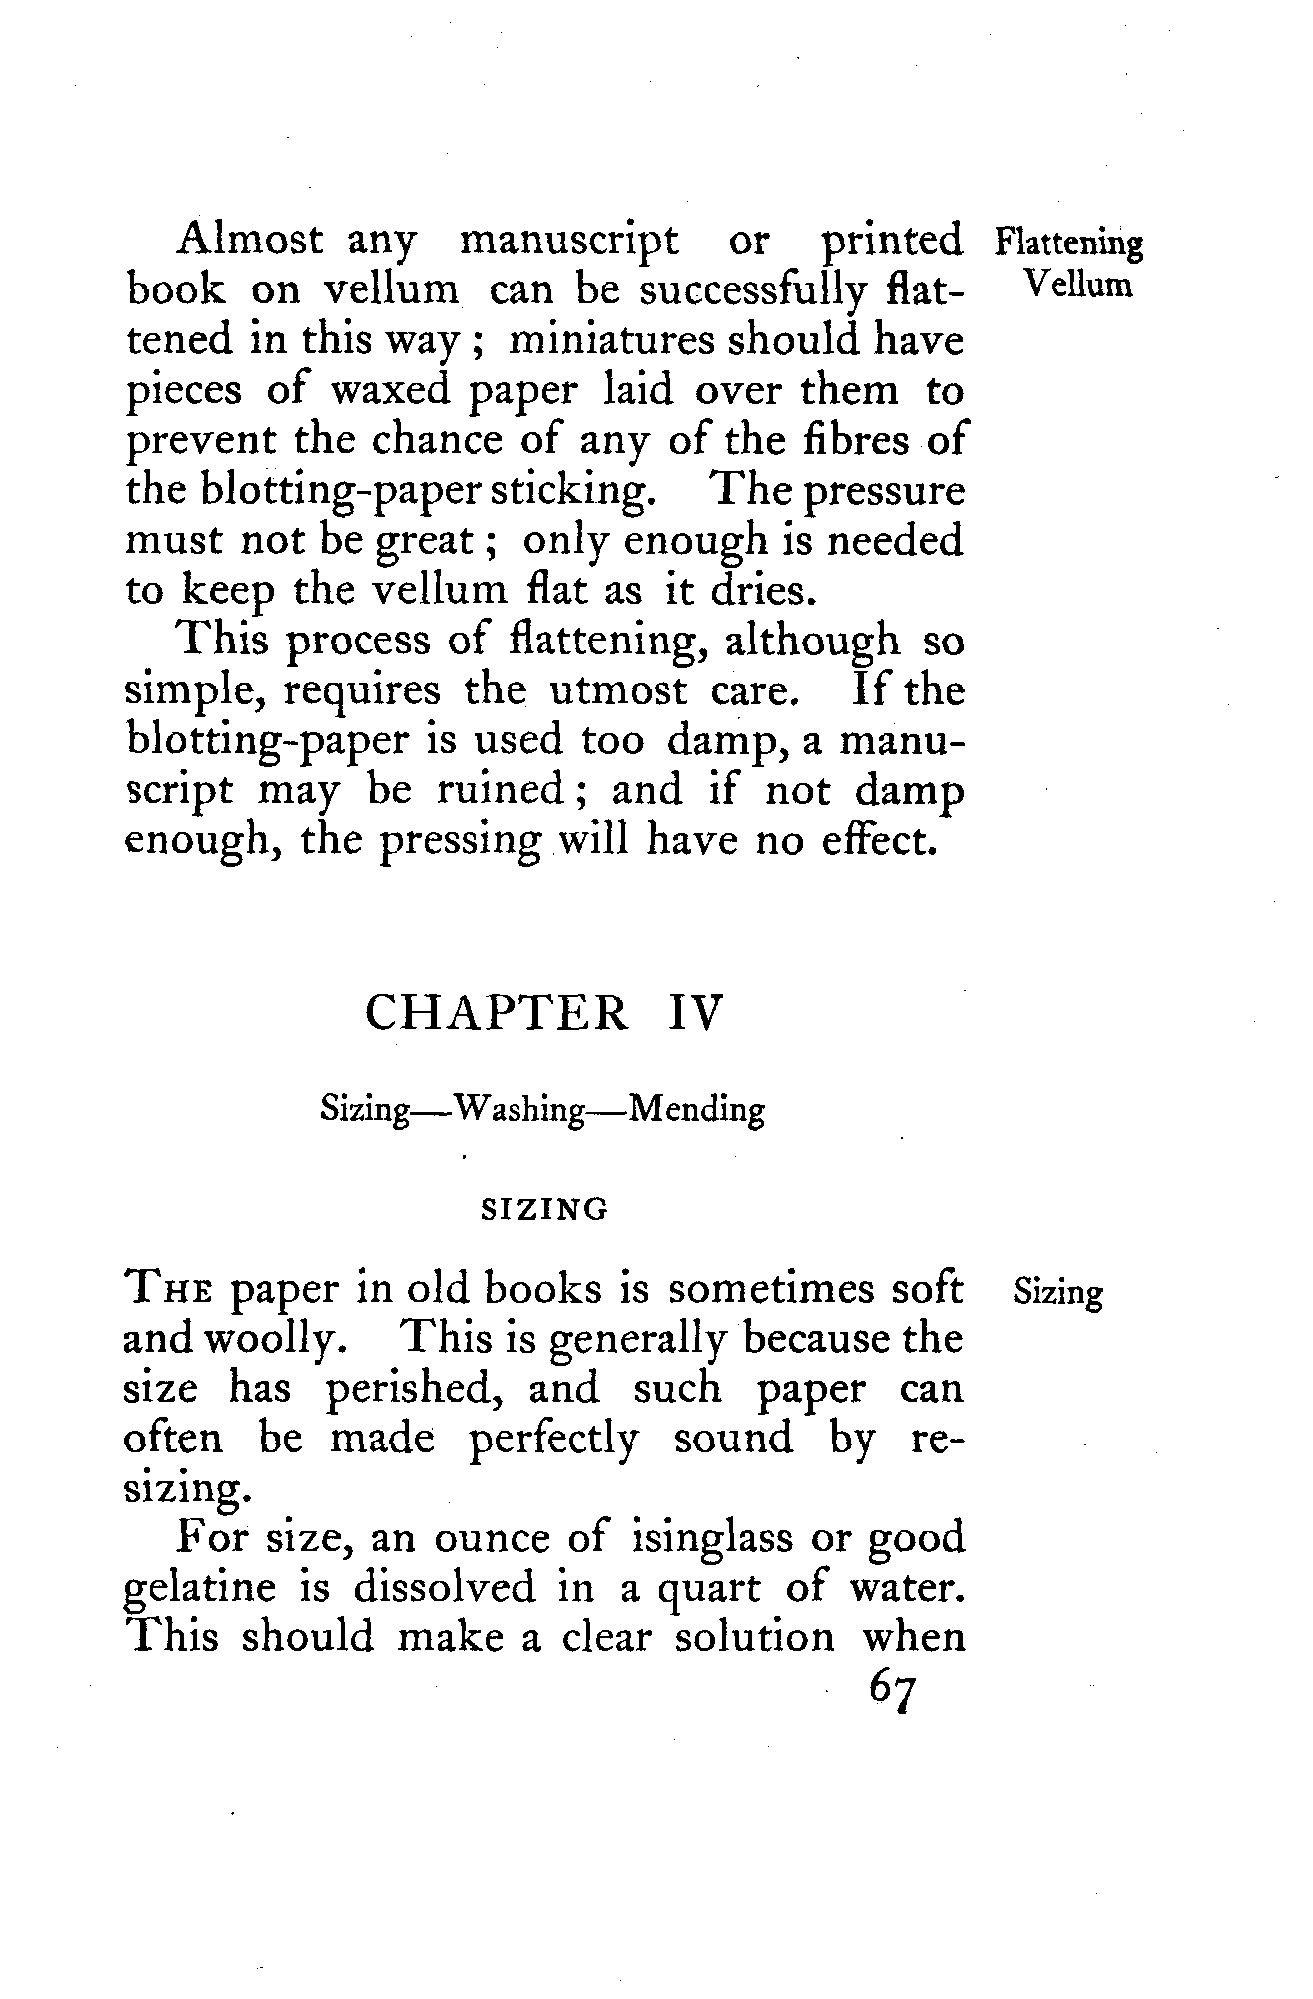 Almost any manuscript or printed
book on vellum can be successfully flat-
tened in this way ; miniatures should have
pieces of waxed paper laid over them to
prevent the chance of any of the fibres of
the blotting-paper sticking. The pressure
must not be great ; only enough is needed
to keep the vellum flat as it dries.
This process of flattening, although so
simple, requires the utmost care. If the
blotting-paper is used too damp, a manu-
script may be ruined ; and if not damp
enough, the pressing will have no effect.
Flattening
Vellum
CHAPTER IV
Sizing—Washing—Mending
SIZING
THE paper in old books is sometimes soft
and woolly. This is generally because the
size has perished, and such paper can
often be made perfectly sound by re-
sizing.
For size, an ounce of isinglass or good
gelatine is dissolved in a quart of water.
This should make a clear solution when
Sizing
67